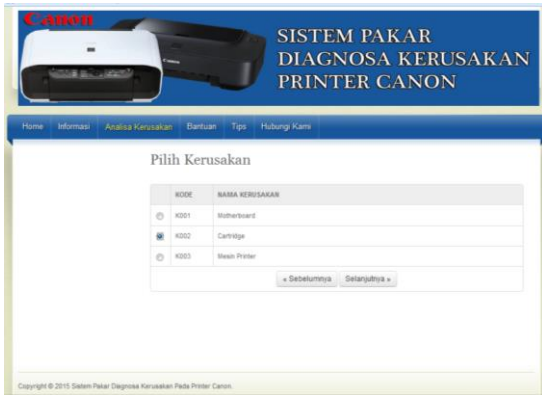 Canon
SISTEM PAKAR
DIAGNOSA KERUSAKAN
PRINTER CANON
Home Informasi Analisa Kerusakan Bantuan Tips Hubungi Kami
Pilih Kerusakan
KODE NAMA KERUSAKAN
K001 Motherboard
K002 Cartridge
K003 Mesin Printer
« Sebelumnya Selanjutnya »
Copyright © 2015 Sistem Pakar Diagnosa Kerusakan Pada Printer Canon.